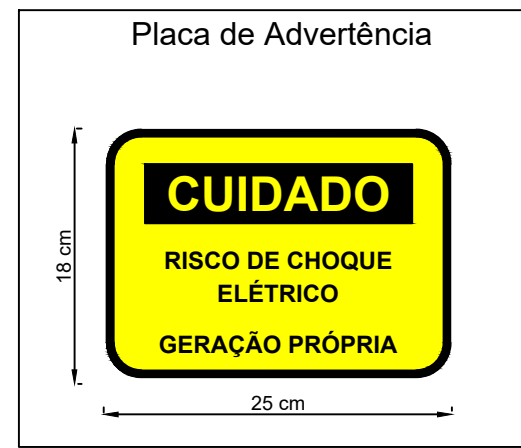 Placa de Advertência
CUIDADO
RISCO DE CHOQUE
ELÉTRICO
GERAÇÃO PRÓPRIA
18 cm
25 cm